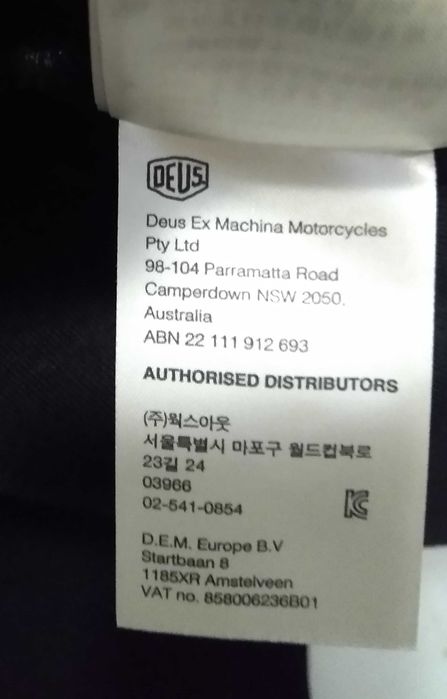 DEUS
Deus Ex Machina Motorcycles
Pty Ltd
98-104 Parramatta Road
Camperdown NSW 2050.
Australia
ABN 22 111 912 693
AUTHORISED DISTRIBUTORS
(주)웍스아웃
서울특별시 마포구 월드컵북로
23길 24
03966
02-541-0854
D.E.M. Europe B.V
Startbaan 8
1185XR Amstelveen
VAT no. 858006236B01